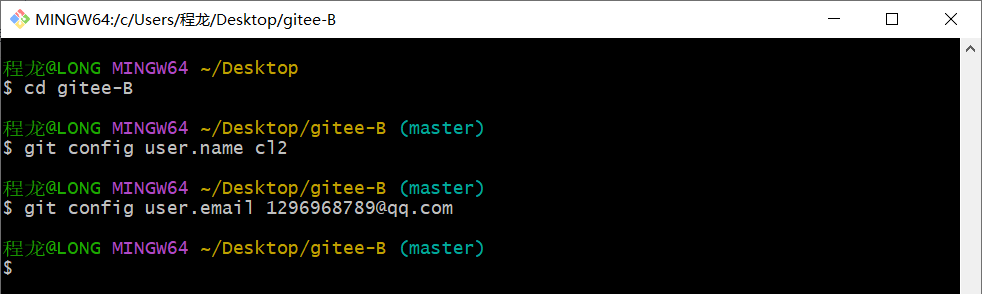 MINGW64:/c/Users/程龙/Desktop/gitee-B
程龙@LONG MINGW64 ~/Desktop
$ cd gitee-B
程龙@LONG MINGW64 ~/Desktop/gitee-B (master)
$ git config user.name cl2
程龙@LONG MINGW64 ~/Desktop/gitee-B (master)
$ git config user.email 1296968789@qq.com
程龙@LONG MINGW64 ~/Desktop/gitee-B (master)
$